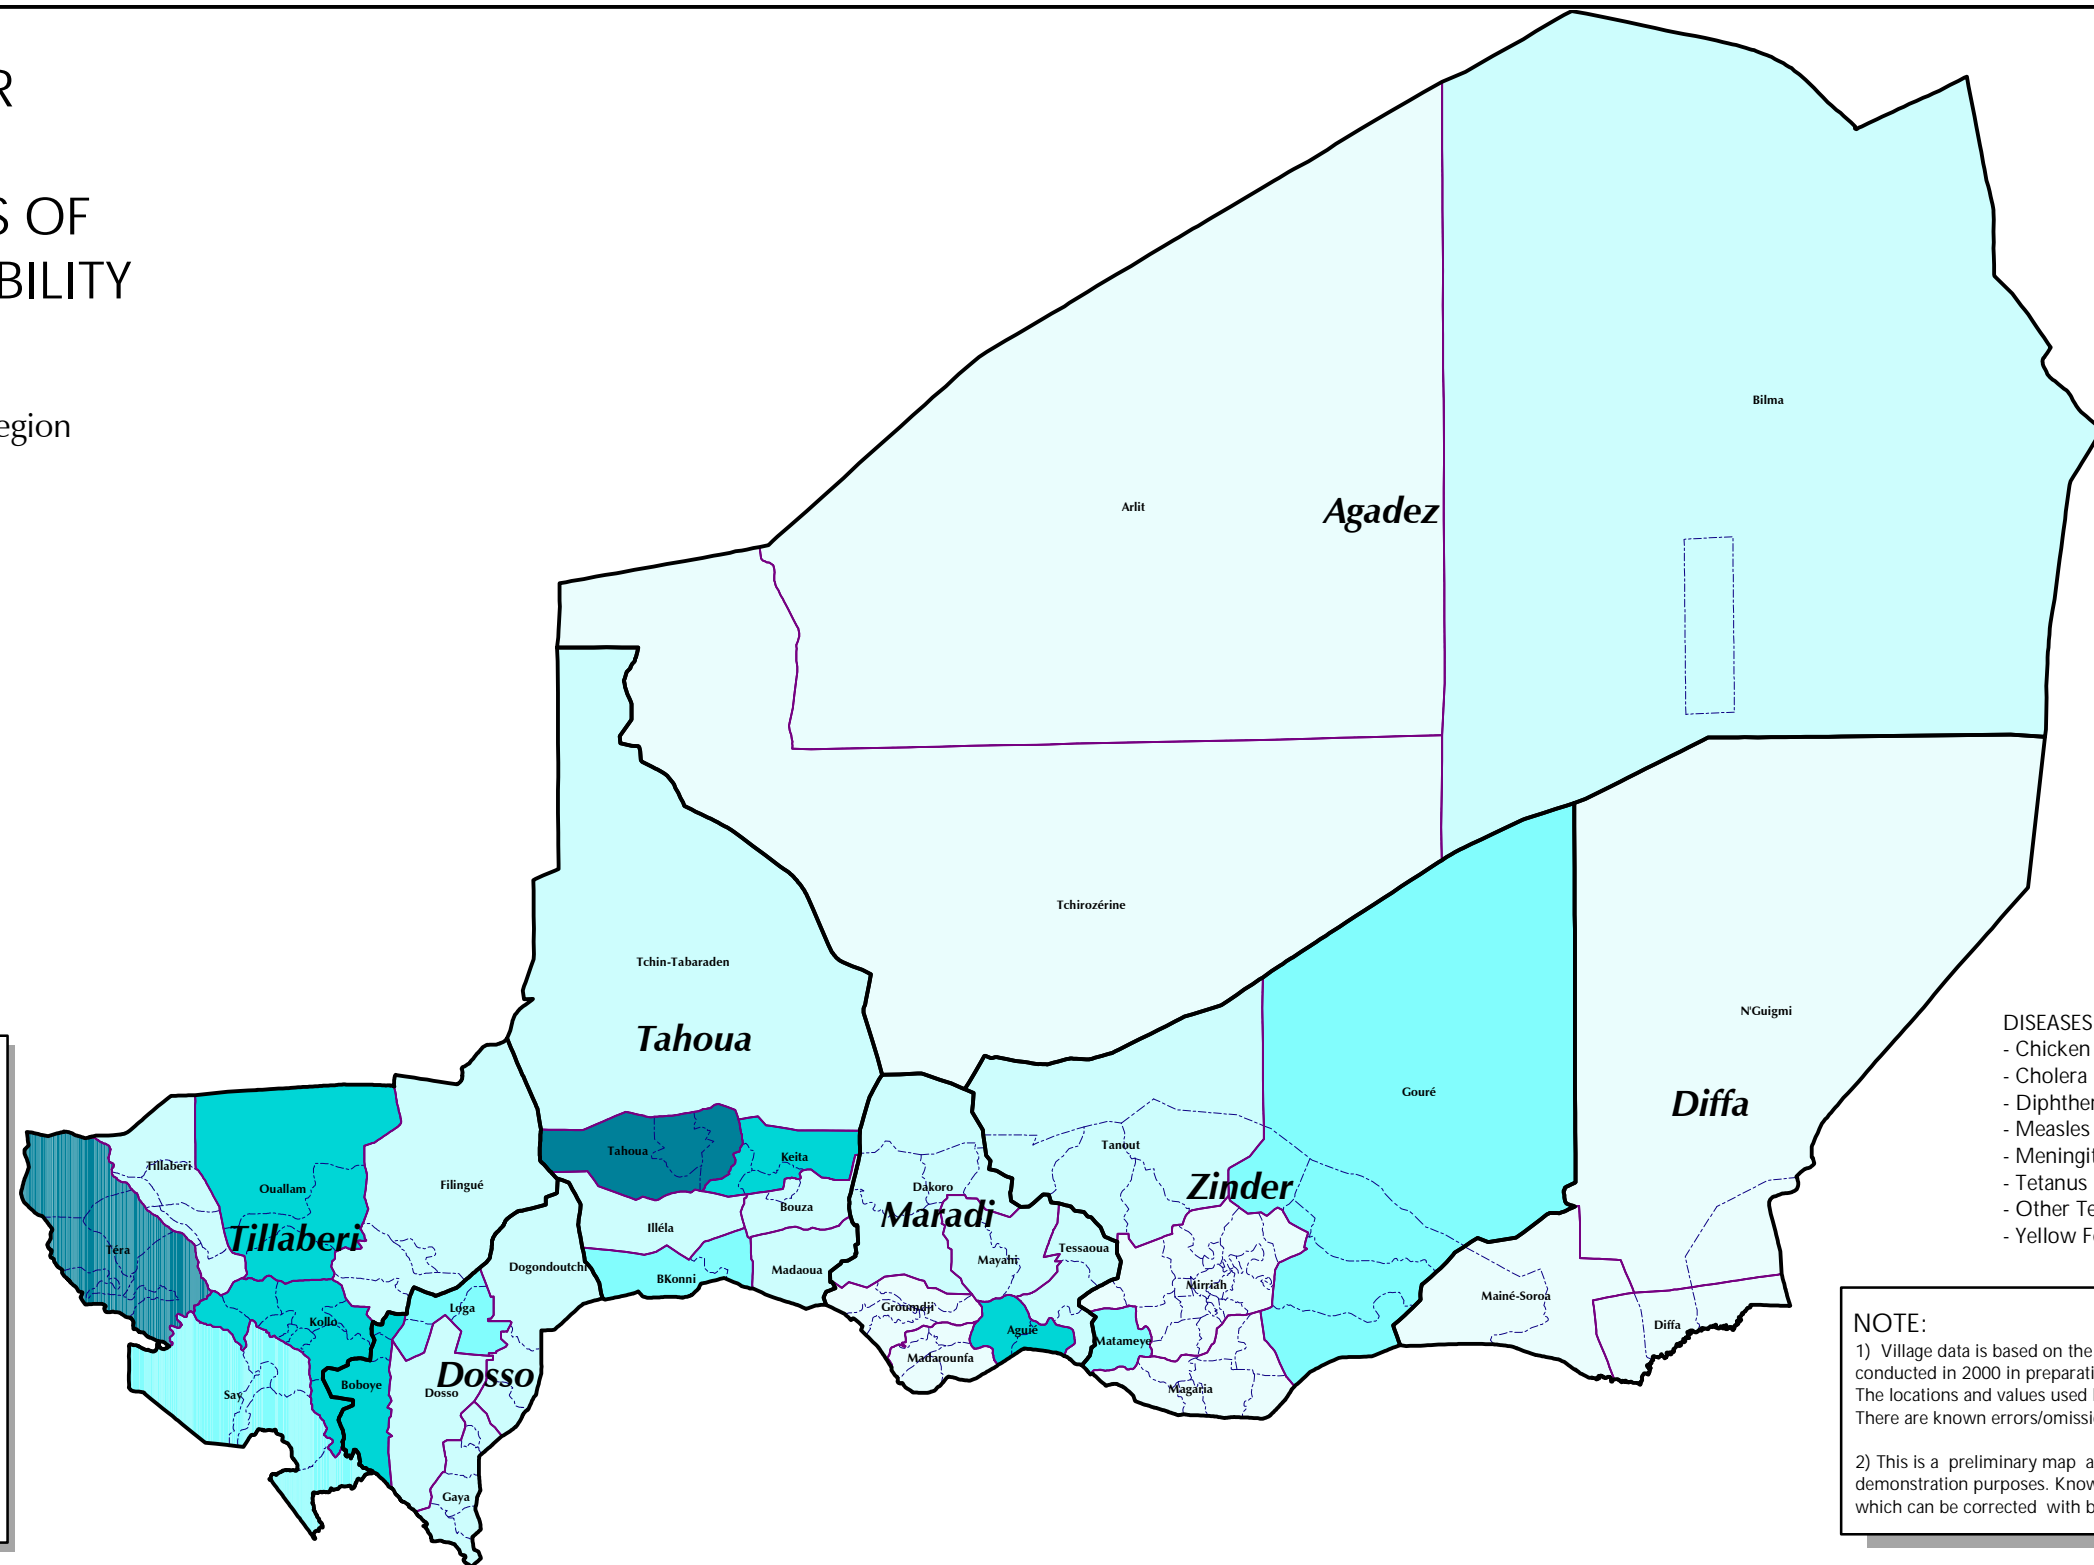 R
S OF
BILITY
egion
Bilma
Arlit
Agadez
Tchirozérine
Tchin-Tabaraden
Tahoua
N'Guigmi
Gouré
Diffa
Tanout
Zinder
Tahoua
Keita
Dakoro
Maradi
Bouza
Illéla
Tillabéri
Ouallam
Filingué
Tillaberi
Téra
Mayahi
Tessaoua
Dogondoutchi
BKonni
Madaoua
Mirriah
Mainé-Soroa
Loga
Kollo
Groumdji
Aguié
Diffa
Matameye
Madarounfa
Dosso
Boboye
Dosso
Say
Magaria
Gaya
DISEASES
- Chicken
- Cholera
- Diphther
- Measles
- Meningit
- Tetanus
- Other Te
- Yellow Fe
NOTE:
1) Village data is based on the
conducted in 2000 in preparati
The locations and values used
There are known errors/omissi
2) This is a preliminary map a
demonstration purposes. Know
which can be corrected with b